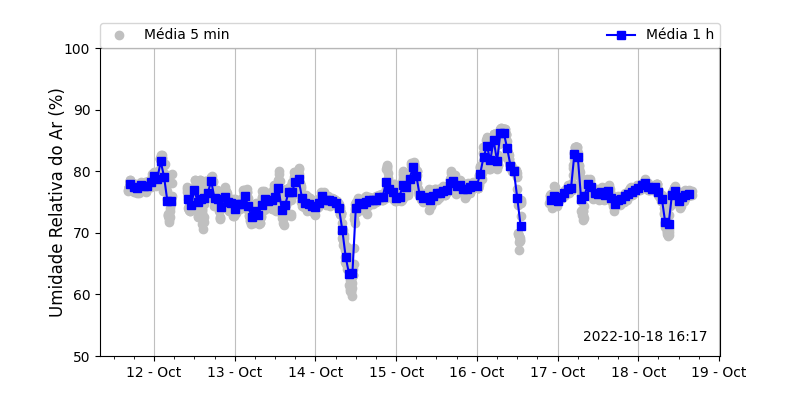 Média 5 min
Média 1 h
Umidade Relativa do Ar (%)
100
90
80
70
60
50
2022-10-18 16:17
12 - Oct
13 - Oct
14 - Oct
15 - Oct
16 - Oct
17 - Oct
18 - Oct
19 - Oct